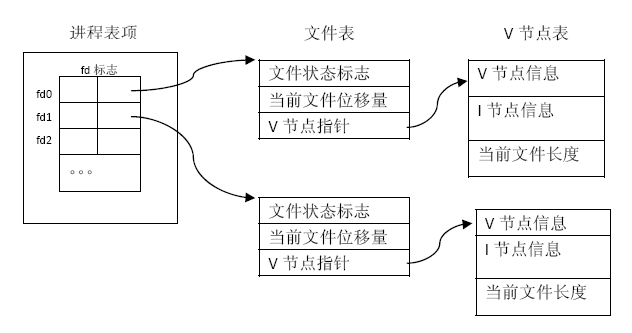 进程表项
文件表
V 节点表
fd 标志
fd0
fd1
fd2
。。。
文件状态标志
当前文件位移量
V 节点指针
V 节点信息
I 节点信息
当前文件长度
文件状态标志
当前文件位移量
V 节点指针
V 节点信息
I 节点信息
当前文件长度